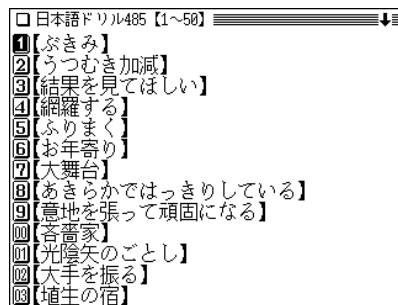 日本語ドリル485【1〜50】
1【ぶきみ】
2【うつむき加減】
3【結果を見てほしい】
4【網羅する】
5【ふりまく】
6【お年寄り】
7【大舞台】
8【あきらかではっきりしている】
9【意地を張って頑固になる】
00【吝嗇家】
01【光陰矢のごとし】
02【大手を振る】
03【埴生の宿】